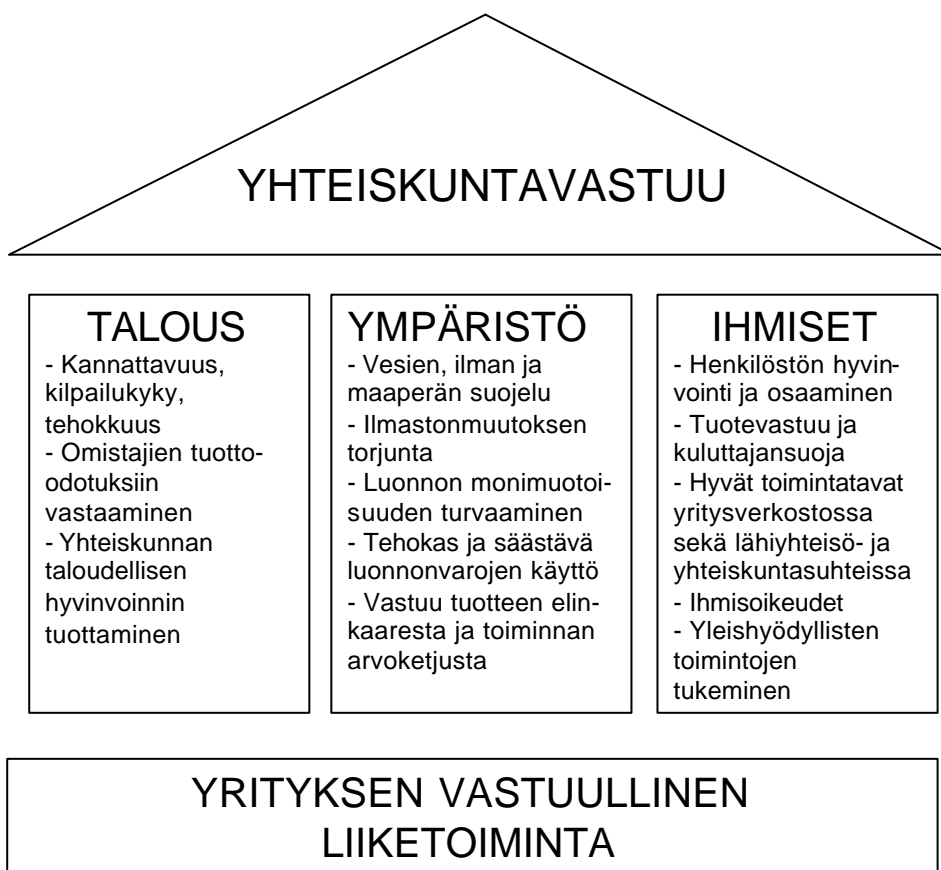 YHTEISKUNTAVASTUU
TALOUS
- Kannattavuus,
kilpailukyky,
tehokkuus
- Omistajien tuotto-
odotuksiin
vastaaminen
- Yhteiskunnan
taloudellisen
hyvinvoinnin
tuottaminen
YMPÄRISTÖ
- Vesien, ilman ja
maaperän suojelu
- Ilmastonmuutoksen
torjunta
- Luonnon monimuotoi-
suuden turvaaminen
- Tehokas ja säästävä
luonnonvarojen käyttö
- Vastuu tuotteen elin-
kaaresta ja toiminnan
arvoketjusta
IHMISET
- Henkilöstön hyvin-
vointi ja osaaminen
- Tuotevastuu ja
kuluttajansuoja
- Hyvät toimintatavat
yritysverkostossa
sekä lähiyhteisö- ja
yhteiskuntasuhteissa
- Ihmisoikeudet
- Yleishyödyllisten
toimintojen
tukeminen
YRITYKSEN VASTUULLINEN
LIIKETOIMINTA